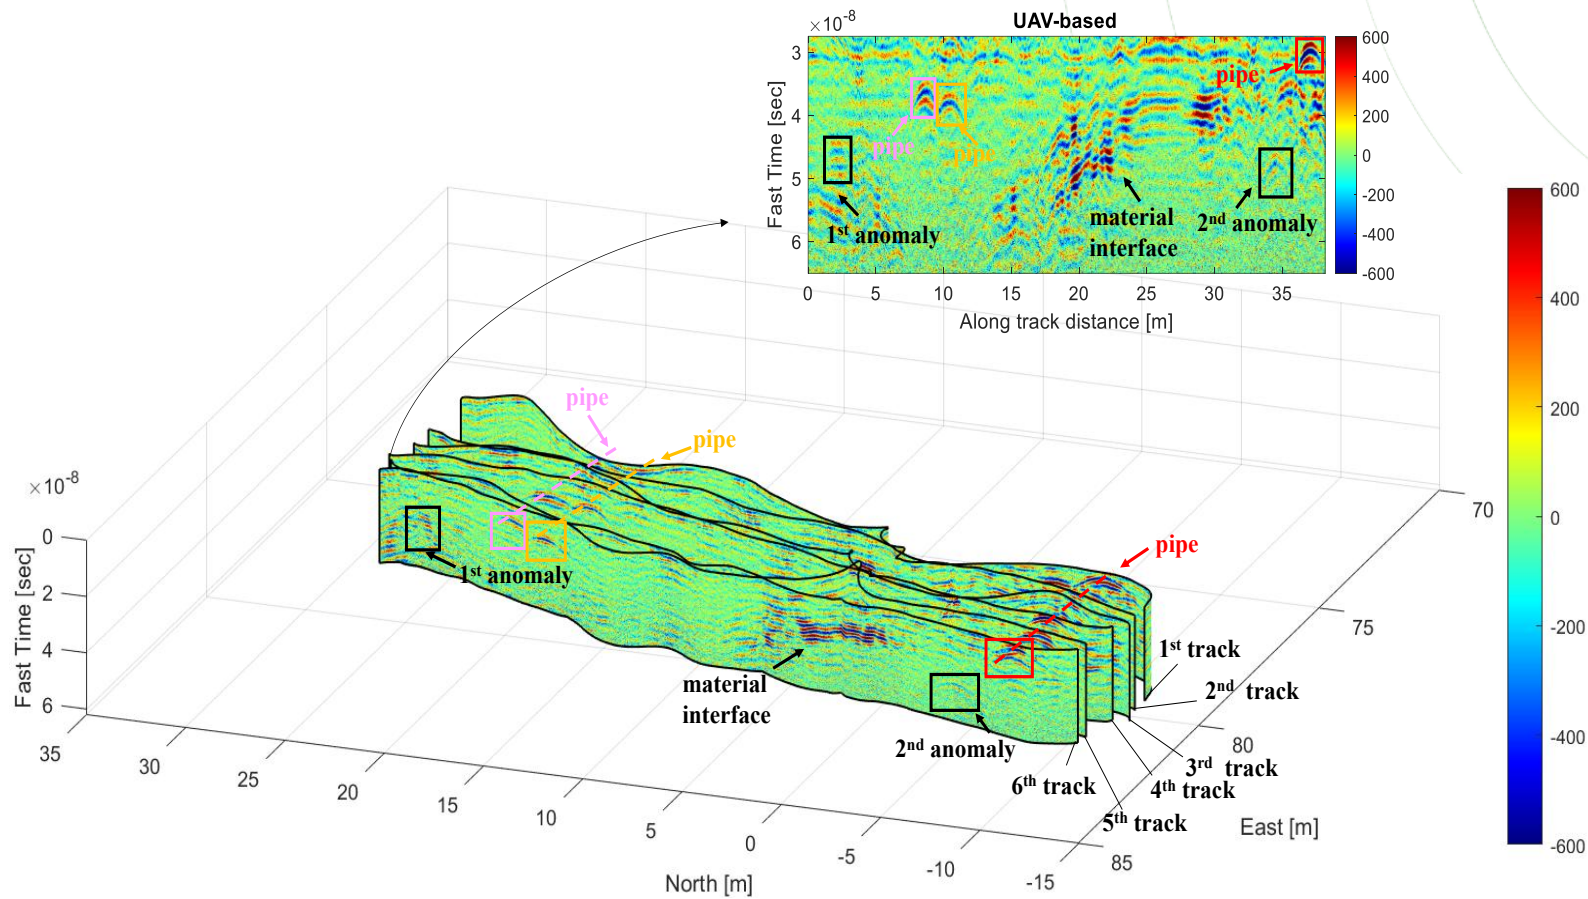 UAV-based
×10⁻⁸
3
4
5
6
Fast Time [sec]
pipe
pipe
pipe
1st anomaly
material
interface
2nd anomaly
0
5
10
15
20
25
30
35
Along track distance [m]
600
400
200
0
-200
-400
-600
600
400
200
0
-200
-400
-600
pipe
pipe
pipe
×10⁻⁸
0
2
4
6
Fast Time [sec]
1st anomaly
material
interface
2nd anomaly
1st track
2nd track
3rd track
4th track
5th track
6th track
70
75
80
85
East [m]
35
30
25
20
15
10
5
0
-5
-10
-15
North [m]